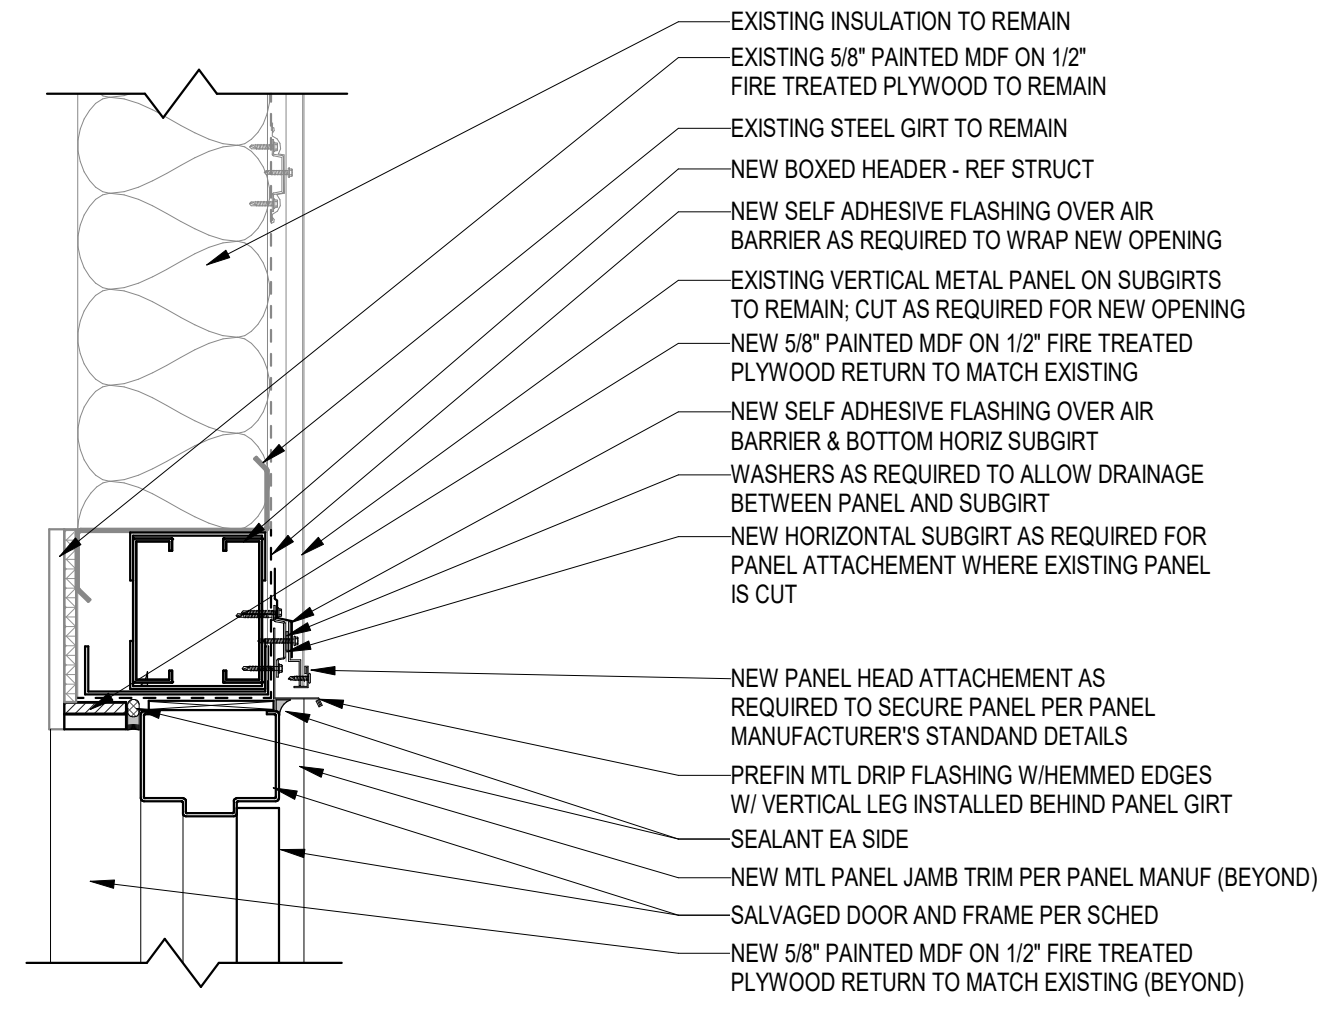 EXISTING INSULATION TO REMAIN
EXISTING 5/8" PAINTED MDF ON 1/2"
FIRE TREATED PLYWOOD TO REMAIN
EXISTING STEEL GIRT TO REMAIN
NEW BOXED HEADER - REF STRUCT
NEW SELF ADHESIVE FLASHING OVER AIR
BARRIER AS REQUIRED TO WRAP NEW OPENING
EXISTING VERTICAL METAL PANEL ON SUBGIRTS
TO REMAIN; CUT AS REQUIRED FOR NEW OPENING
NEW 5/8" PAINTED MDF ON 1/2" FIRE TREATED
PLYWOOD RETURN TO MATCH EXISTING
NEW SELF ADHESIVE FLASHING OVER AIR
BARRIER & BOTTOM HORIZ SUBGIRT
WASHERS AS REQUIRED TO ALLOW DRAINAGE
BETWEEN PANEL AND SUBGIRT
NEW HORIZONTAL SUBGIRT AS REQUIRED FOR
PANEL ATTACHEMENT WHERE EXISTING PANEL
IS CUT
NEW PANEL HEAD ATTACHEMENT AS
REQUIRED TO SECURE PANEL PER PANEL
MANUFACTURER'S STANDAND DETAILS
PREFIN MTL DRIP FLASHING W/HEMMED EDGES
W/ VERTICAL LEG INSTALLED BEHIND PANEL GIRT
SEALANT EA SIDE
NEW MTL PANEL JAMB TRIM PER PANEL MANUF (BEYOND)
SALVAGED DOOR AND FRAME PER SCHED
NEW 5/8" PAINTED MDF ON 1/2" FIRE TREATED
PLYWOOD RETURN TO MATCH EXISTING (BEYOND)